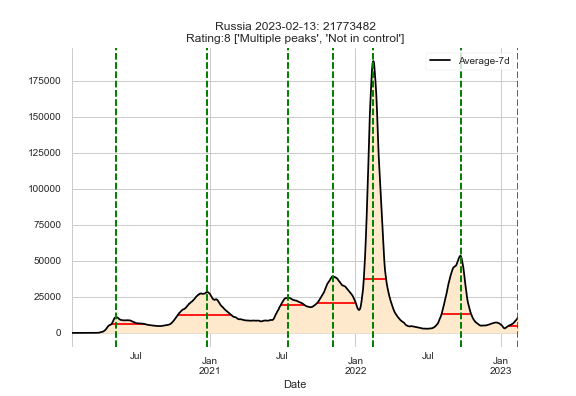 Russia 2023-02-13: 21773482
Rating:8 ['Multiple peaks', 'Not in control']
Average-7d
175000
150000
125000
100000
75000
50000
25000
0
Jul
Jan
2021
Jul
Jan
2022
Jul
Jan
2023
Date